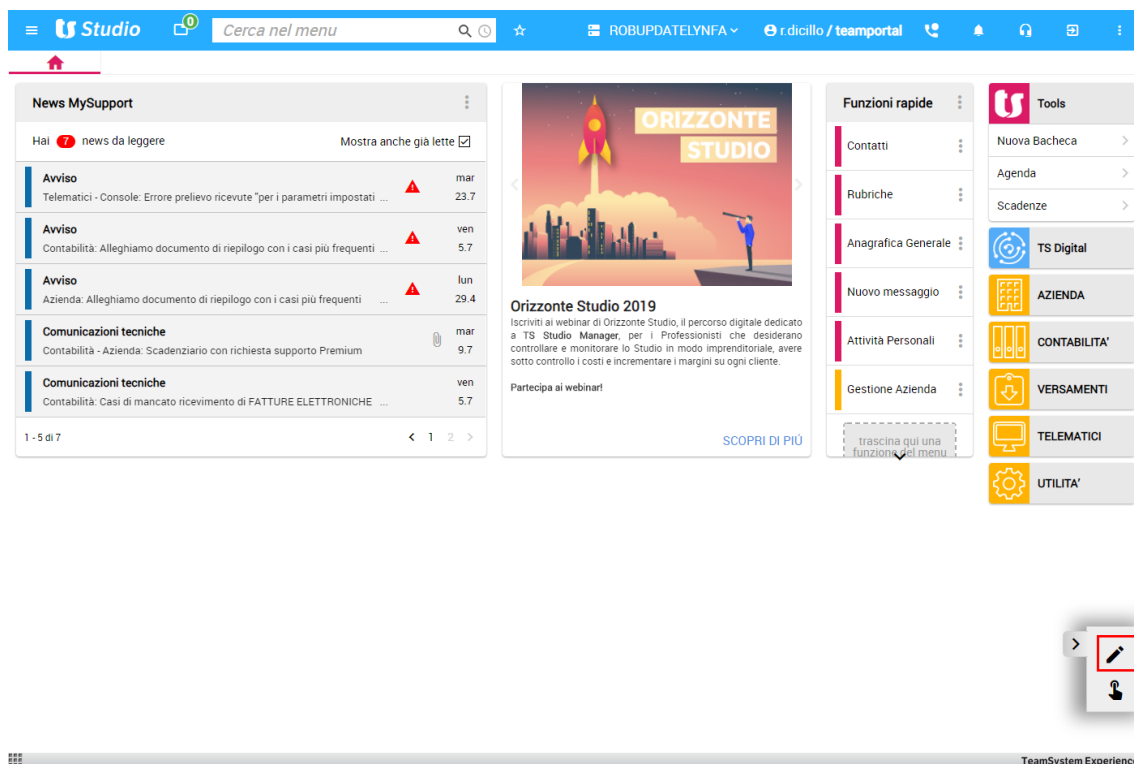 ts Studio
0
Cerca nel menu
ROBUPDATELYNFA
r.dicillo / teamportal
News MySupport
Hai 7 news da leggere
Mostra anche già lette
Avviso
mar
Telematici - Console: Errore prelievo ricevute "per i parametri impostati ...
23.7
Avviso
ven
Contabilità: Alleghiamo documento di riepilogo con i casi più frequenti ...
5.7
Avviso
lun
Azienda: Alleghiamo documento di riepilogo con i casi più frequenti ...
29.4
Comunicazioni tecniche
mar
Contabilità - Azienda: Scadenziario con richiesta supporto Premium
9.7
Comunicazioni tecniche
ven
Contabilità: Casi di mancato ricevimento di FATTURE ELETTRONICHE ...
5.7
1 - 5 di 7
1 2
ORIZZONTE
STUDIO
Orizzonte Studio 2019
Iscriviti ai webinar di Orizzonte Studio, il percorso digitale dedicato
a TS Studio Manager, per i Professionisti che desiderano
controllare e monitorare lo Studio in modo imprenditoriale, avere
sotto controllo i costi e incrementare i margini su ogni cliente.
Partecipa ai webinar!
SCOPRI DI PIÙ
Funzioni rapide
Contatti
Rubriche
Anagrafica Generale
Nuovo messaggio
Attività Personali
Gestione Azienda
trascina qui una
funzione del menu
ts Tools
Nuova Bacheca
Agenda
Scadenze
TS Digital
AZIENDA
CONTABILITA'
VERSAMENTI
TELEMATICI
UTILITA'
TeamSystem Experience